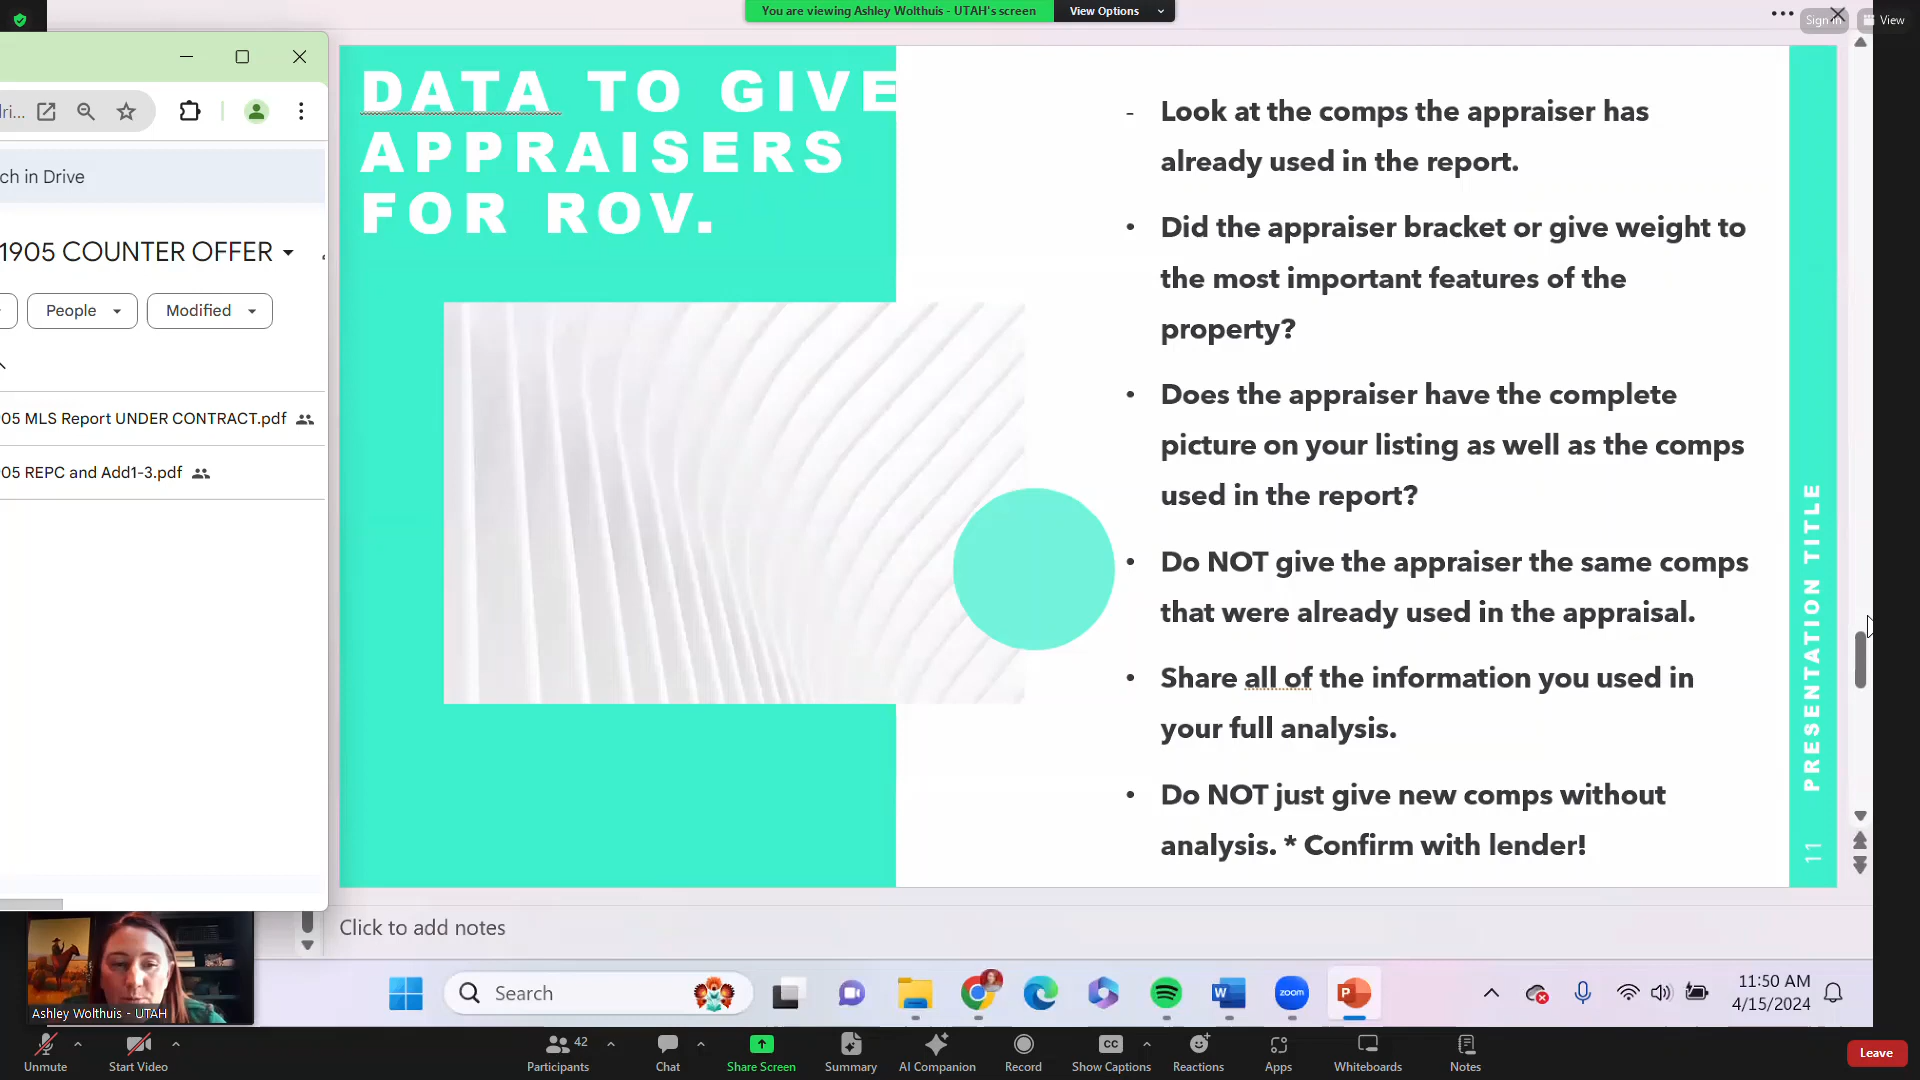 You are viewing Ashley Wolthuis - UTAH's screen
View Options
Sign in
View
dri...
ch in Drive
1905 COUNTER OFFER
People
Modified
05 MLS Report UNDER CONTRACT.pdf
05 REPC and Add1-3.pdf
DATA TO GIVE
APPRAISERS
FOR ROV.
- Look at the comps the appraiser has
already used in the report.
• Did the appraiser bracket or give weight to
the most important features of the
property?
• Does the appraiser have the complete
picture on your listing as well as the comps
used in the report?
• Do NOT give the appraiser the same comps
that were already used in the appraisal.
• Share all of the information you used in
your full analysis.
• Do NOT just give new comps without
analysis. * Confirm with lender!
PRESENTATION TITLE
11
Click to add notes
Ashley Wolthuis - UTAH
Search
zoom
W
P
11:50 AM
4/15/2024
Unmute
Start Video
42
Participants
Chat
Share Screen
Summary
AI Companion
Record
CC
Show Captions
Reactions
Apps
Whiteboards
Notes
Leave